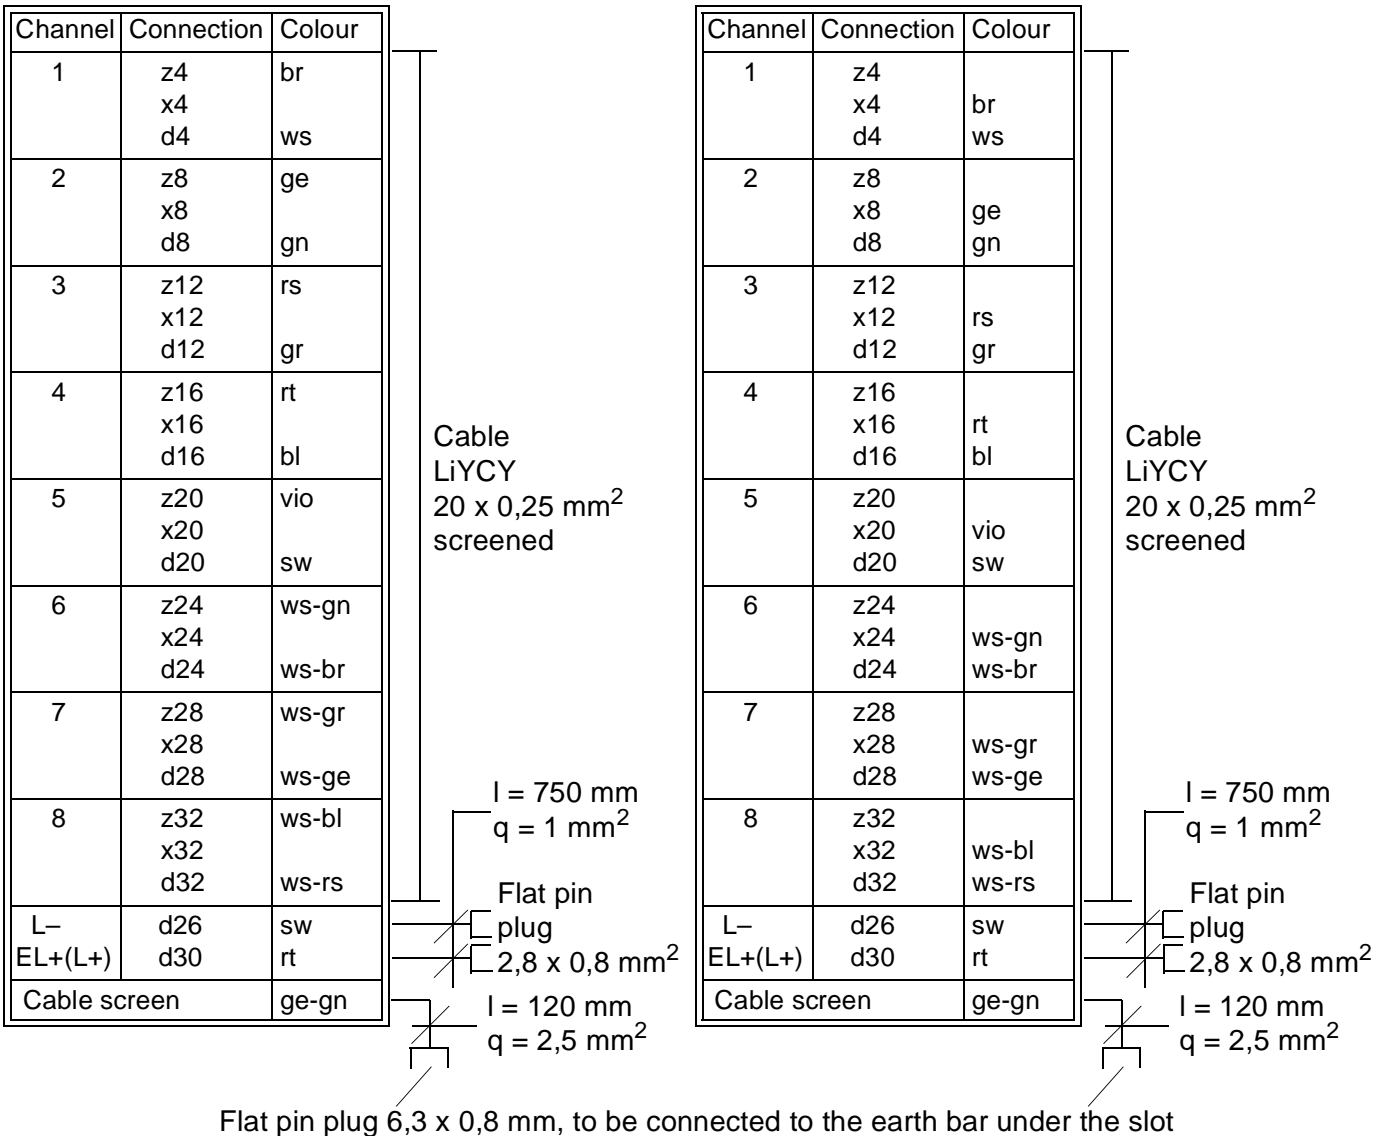 Channel Connection Colour
1 z4 br
x4
d4 ws
2 z8 ge
x8
d8 gn
3 z12 rs
x12
d12 gr
4 z16 rt
x16
d16 bl
5 z20 vio
x20
d20 sw
6 z24 ws-gn
x24
d24 ws-br
7 z28 ws-gr
x28
d28 ws-ge
8 z32 ws-bl
x32
d32 ws-rs
L– d26 sw
EL+(L+) d30 rt
Cable screen ge-gn
Cable
LiYCY
20 x 0,25 mm²
screened
l = 750 mm
q = 1 mm²
Flat pin
plug
2,8 x 0,8 mm²
l = 120 mm
q = 2,5 mm²
Channel Connection Colour
1 z4
x4 br
d4 ws
2 z8
x8 ge
d8 gn
3 z12
x12 rs
d12 gr
4 z16
x16 rt
d16 bl
5 z20
x20 vio
d20 sw
6 z24
x24 ws-gn
d24 ws-br
7 z28
x28 ws-gr
d28 ws-ge
8 z32
x32 ws-bl
d32 ws-rs
L– d26 sw
EL+(L+) d30 rt
Cable screen ge-gn
Cable
LiYCY
20 x 0,25 mm²
screened
l = 750 mm
q = 1 mm²
Flat pin
plug
2,8 x 0,8 mm²
l = 120 mm
q = 2,5 mm²
Flat pin plug 6,3 x 0,8 mm, to be connected to the earth bar under the slot